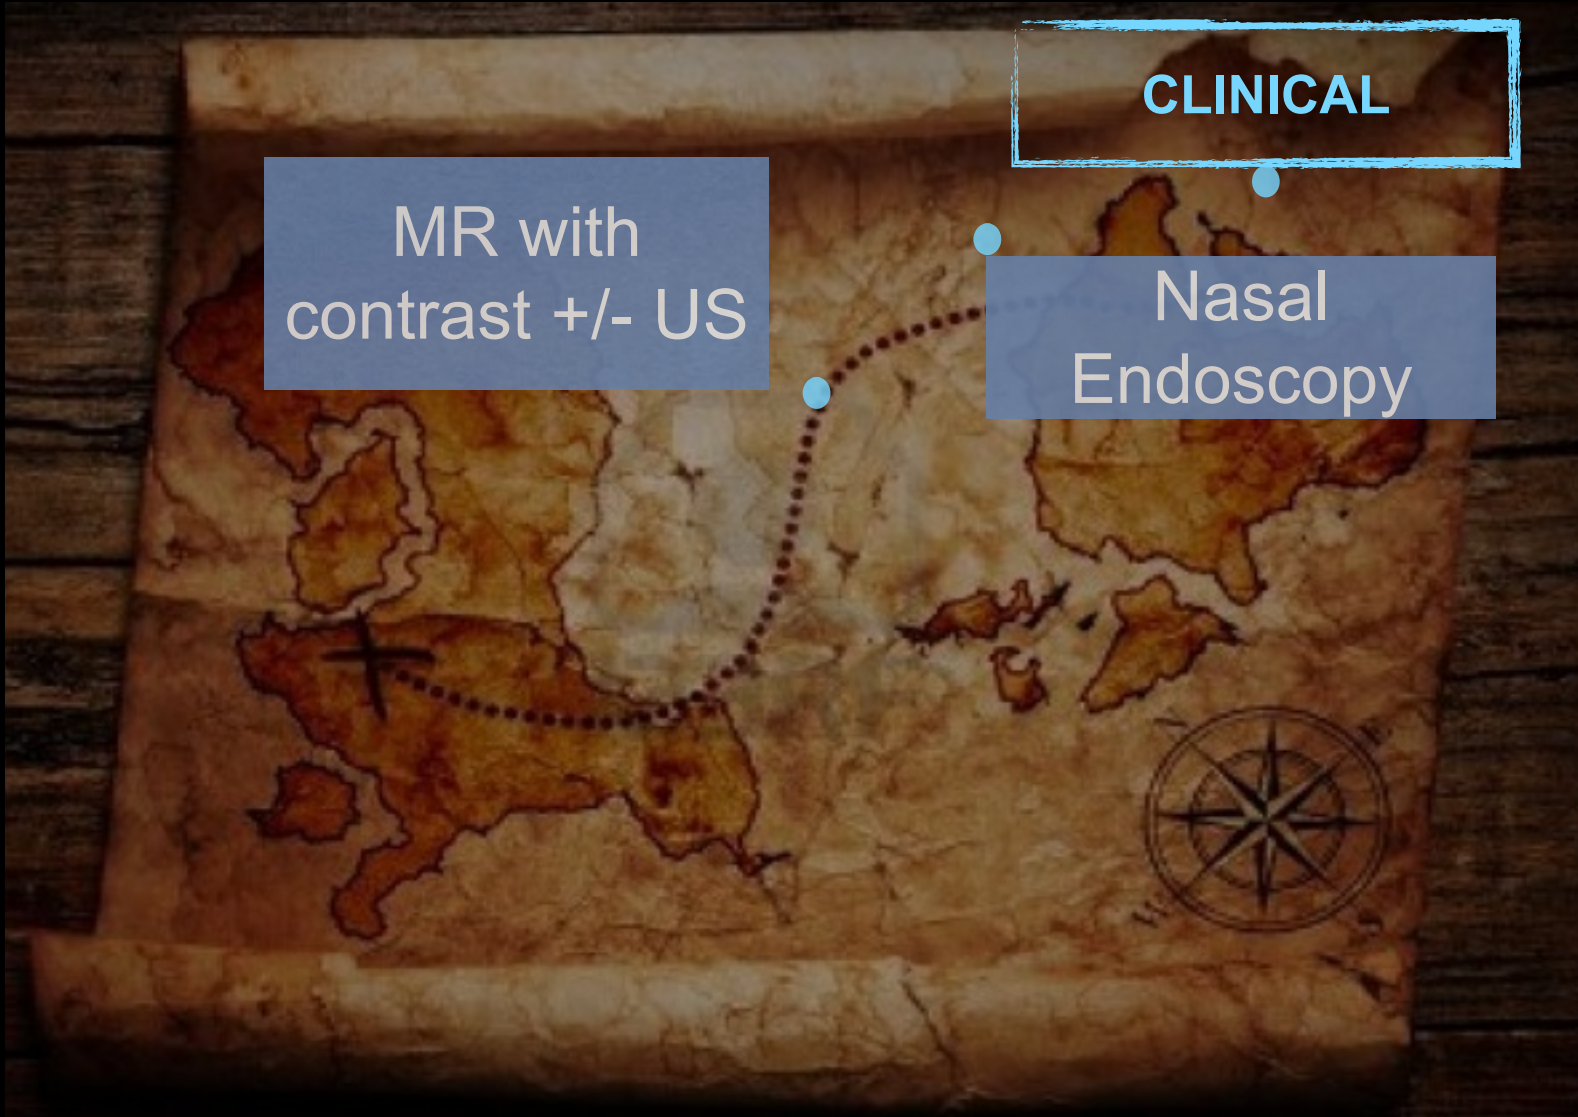 CLINICAL
MR with
contrast +/- US
Nasal
Endoscopy